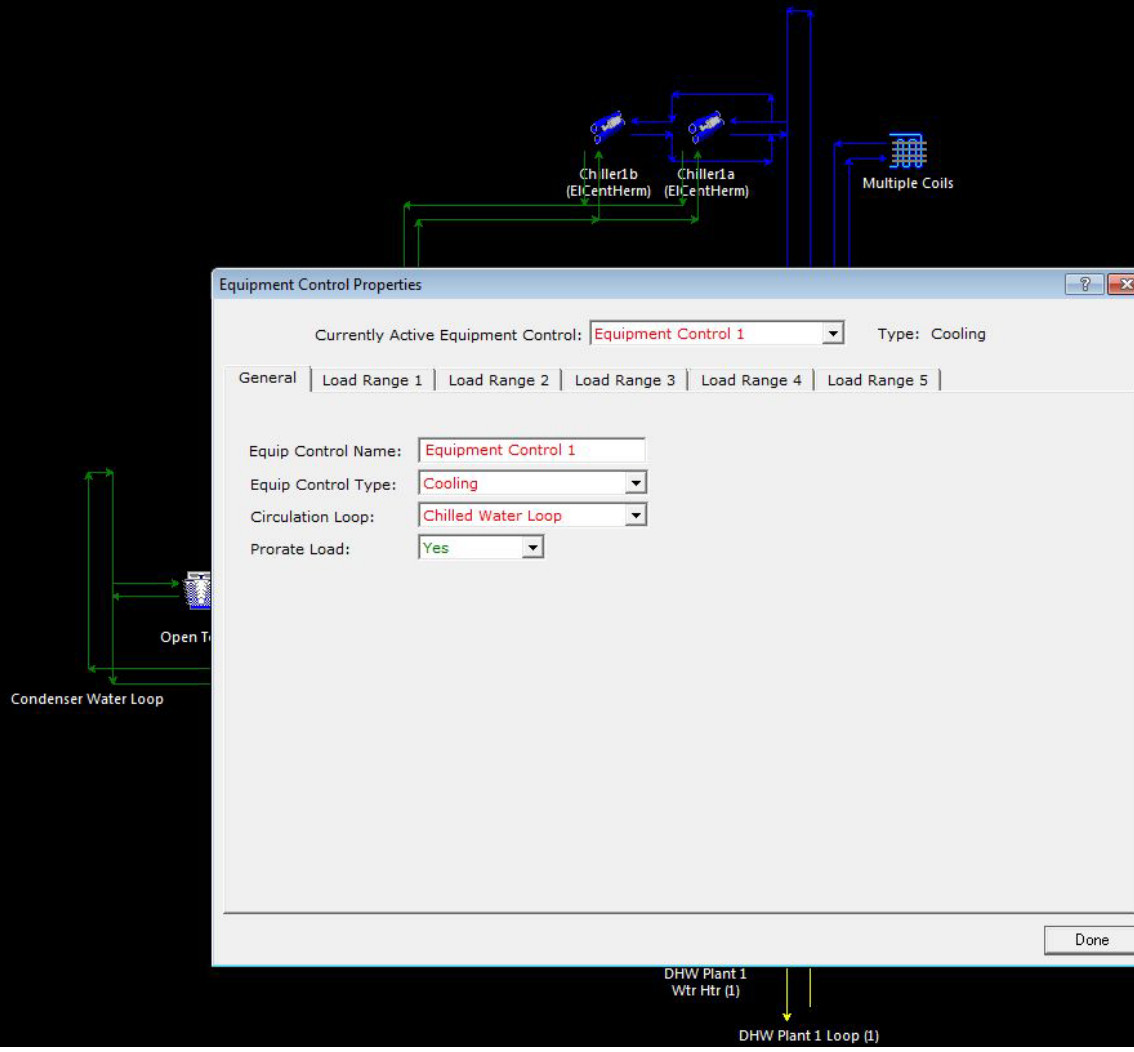 Chiller1b
(ElCentHerm)
Chiller1a
(ElCentHerm)
Multiple Coils
Equipment Control Properties
?
Currently Active Equipment Control: Equipment Control 1 Type: Cooling
General Load Range 1 Load Range 2 Load Range 3 Load Range 4 Load Range 5
Equip Control Name: Equipment Control 1
Equip Control Type: Cooling
Circulation Loop: Chilled Water Loop
Prorate Load: Yes
Open
Condenser Water Loop
Done
DHW Plant 1
Wtr Htr (1)
DHW Plant 1 Loop (1)